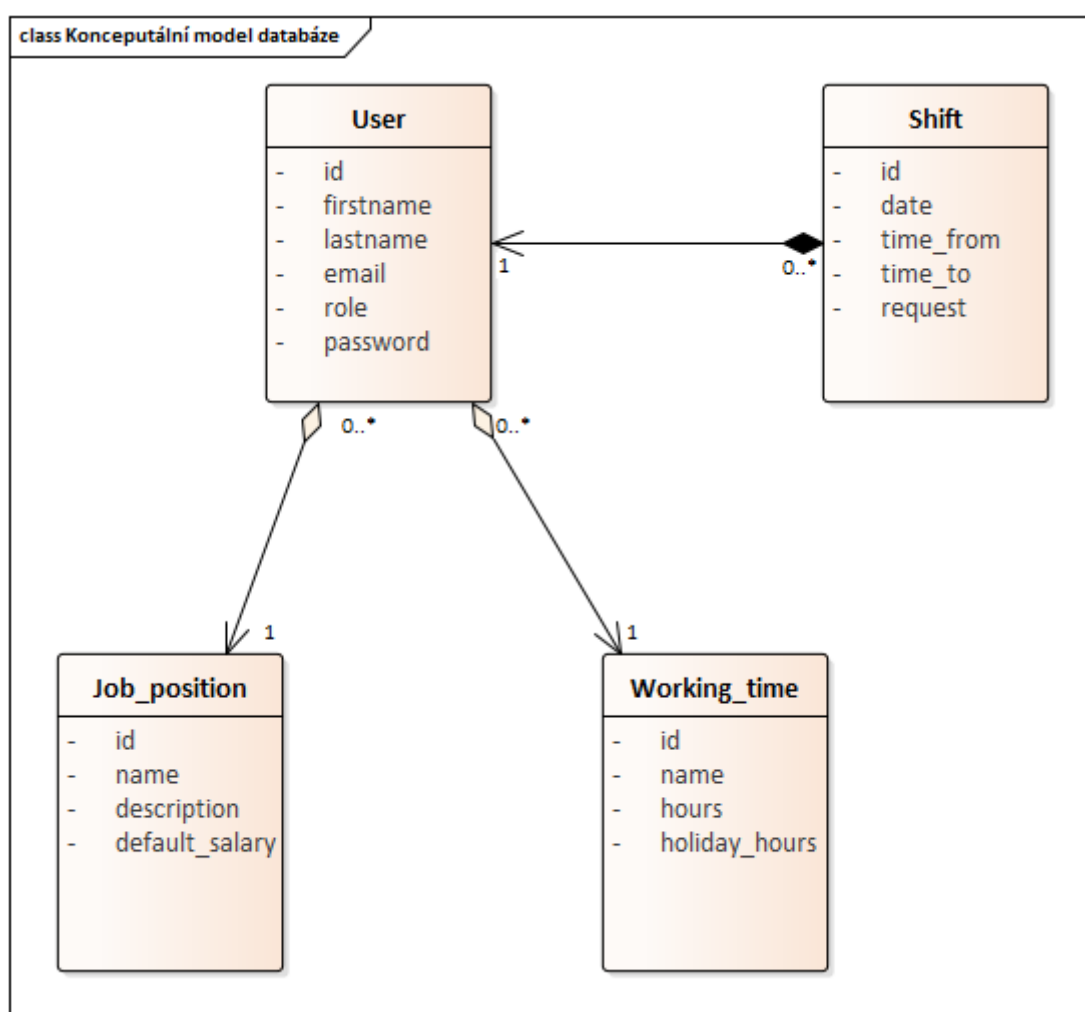 class Konceputální model databáze
User
- id
- firstname
- lastname
- email
- role
- password
Shift
- id
- date
- time_from
- time_to
- request
1
0..*
0..*
0..*
1
1
Job_position
- id
- name
- description
- default_salary
Working_time
- id
- name
- hours
- holiday_hours